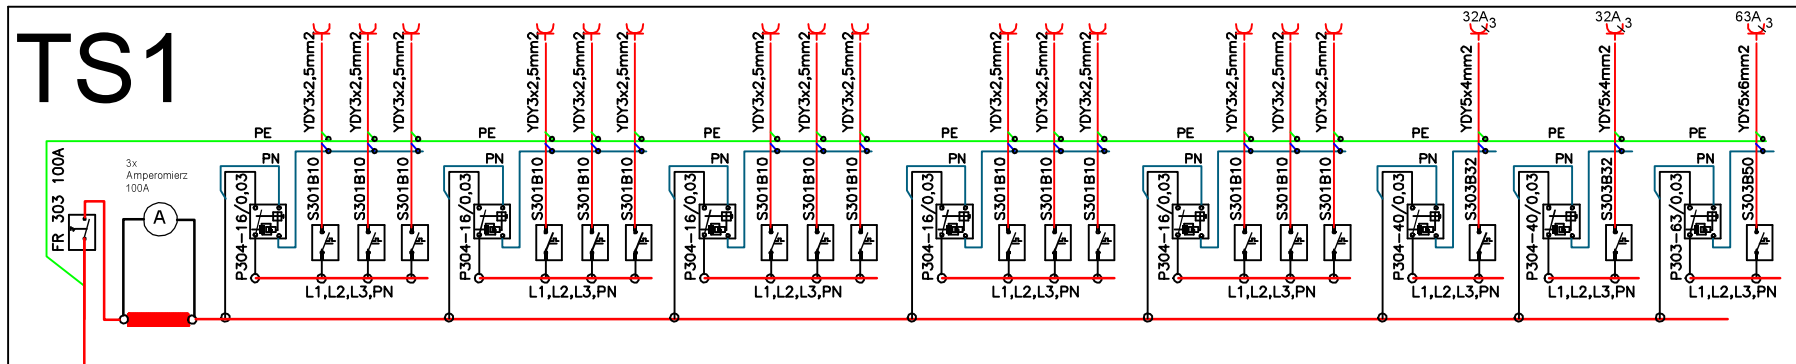 TS1
FR 303 100A
3x
Amperomierz
100A
A
PE
PN
P304-16/0,03
YDY3x2,5mm2
YDY3x2,5mm2
YDY3x2,5mm2
S301B10
S301B10
S301B10
L1,L2,L3,PN
PE
PN
P304-16/0,03
YDY3x2,5mm2
YDY3x2,5mm2
YDY3x2,5mm2
S301B10
S301B10
S301B10
L1,L2,L3,PN
PE
PN
P304-16/0,03
YDY3x2,5mm2
YDY3x2,5mm2
YDY3x2,5mm2
S301B10
S301B10
S301B10
L1,L2,L3,PN
PE
PN
P304-16/0,03
YDY3x2,5mm2
YDY3x2,5mm2
YDY3x2,5mm2
S301B10
S301B10
S301B10
L1,L2,L3,PN
PE
PN
P304-16/0,03
YDY3x2,5mm2
YDY3x2,5mm2
YDY3x2,5mm2
S301B10
S301B10
S301B10
L1,L2,L3,PN
PE
PN
P304-40/0,03
32A 3
YDY5x4mm2
S303B32
L1,L2,L3,PN
PE
PN
P304-40/0,03
32A 3
YDY5x4mm2
S303B32
L1,L2,L3,PN
PE
PN
P303-63/0,03
63A 3
YDY5x6mm2
S303B50
L1,L2,L3,PN